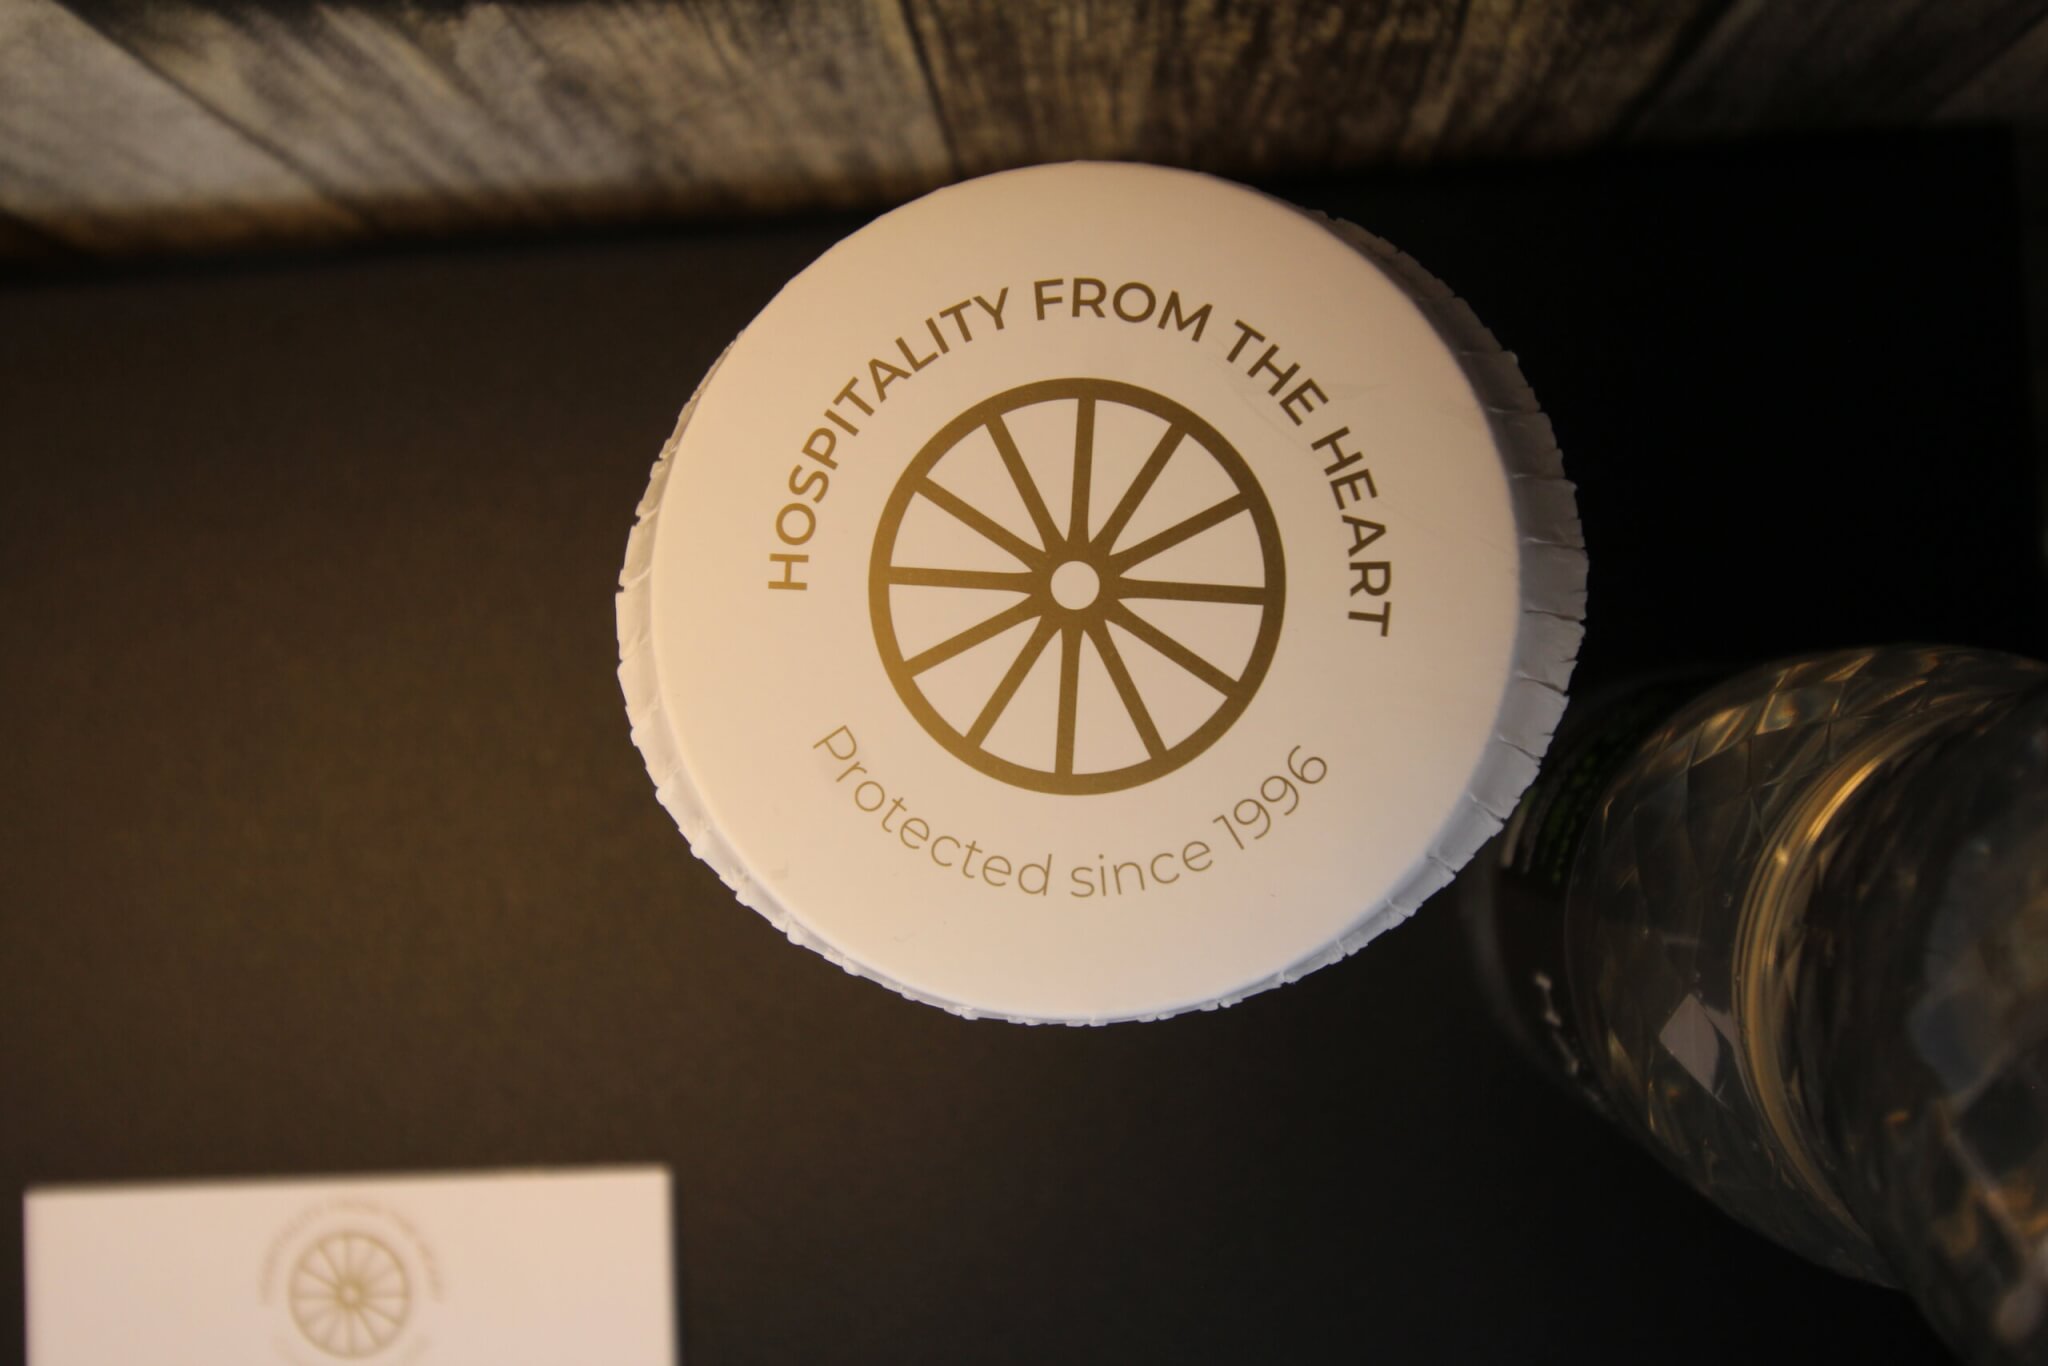 HOSPITALITY FROM THE HEART
Protected since 1996